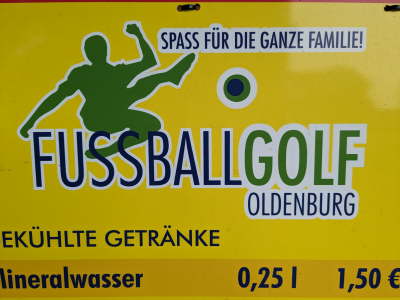 SPASS FÜR DIE GANZE FAMILIE!
FUSSBALLGOLF
OLDENBURG
EKÜHLTE GETRÄNKE
Mineralwasser 0,25 l 1,50 €